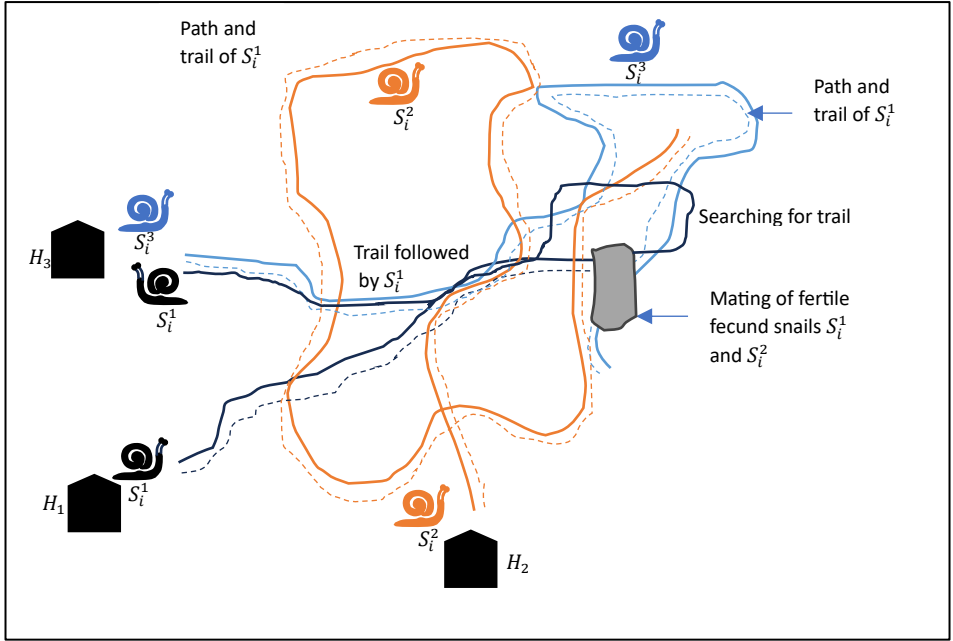 Path and
trail of $S_i^1$
$S_i^2$
$S_i^3$
Path and
trail of $S_i^1$
$S_i^3$
Searching for trail
$H_3$
Trail followed
by $S_i^1$
$S_i^1$
Mating of fertile
fecund snails $S_i^1$
and $S_i^2$
$S_i^1$
$H_1$
$S_i^2$
$H_2$